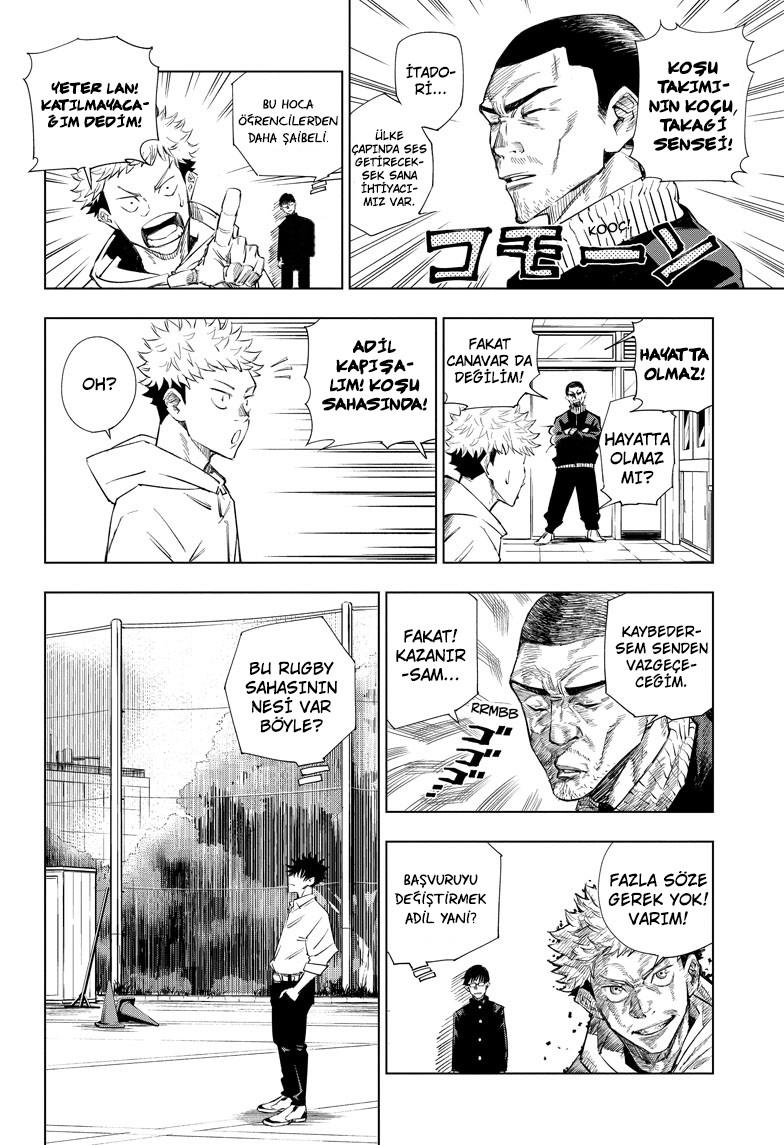 KOŞU
TAKIMI-
NIN KOÇU,
TAKAGİ
SENSEİ!
İTADO-
Rİ...
ÜLKE
ÇAPINDA SES
GETİRECEK-
SEK SANA
İHTİYACI-
MIZ VAR.
KOOÇ!
コモーン
BU HOCA
ÖĞRENCİLERDEN
DAHA ŞAİBELİ.
YETER LAN!
KATILMAYACA-
ĞIM DEDİM!
HAYATTA
OLMAZ!
HAYATTA
OLMAZ
MI?
FAKAT
CANAVAR DA
DEĞİLİM!
ADİL
KAPIŞA-
LIM! KOŞU
SAHASINDA!
OH?
KAYBEDER-
SEM SENDEN
VAZGEÇE-
CEĞİM.
FAKAT!
KAZANIR
-SAM...
RRMBB
ゴゴゴ
FAZLA SÖZE
GEREK YOK!
VARIM!
BAŞVURUYU
DEĞİŞTİRMEK
ADİL YANİ?
BU RUGBY
SAHASININ
NESİ VAR
BÖYLE?